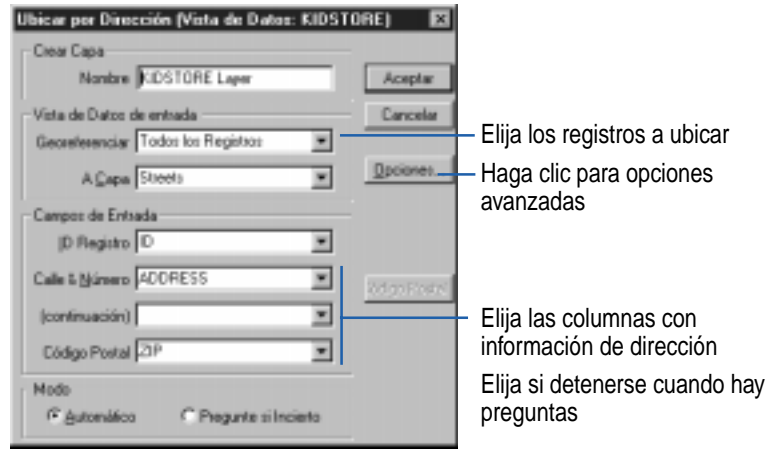 Ubicar por Dirección (Vista de Datos: KIDSTORE)
Crear Capa
Nombre KIDSTORE Layer
Aceptar
Vista de Datos de entrada
Cancelar
Georeferenciar Todos los Registros
Elija los registros a ubicar
A Capa Streets
Opciones...
Haga clic para opciones
avanzadas
Campos de Entrada
ID Registro ID
Calle & Número ADDRESS
Código Postal
(continuación)
Elija las columnas con
información de dirección
Código Postal ZIP
Elija si detenerse cuando hay
preguntas
Modo
Automático
Pregunte si Incierto